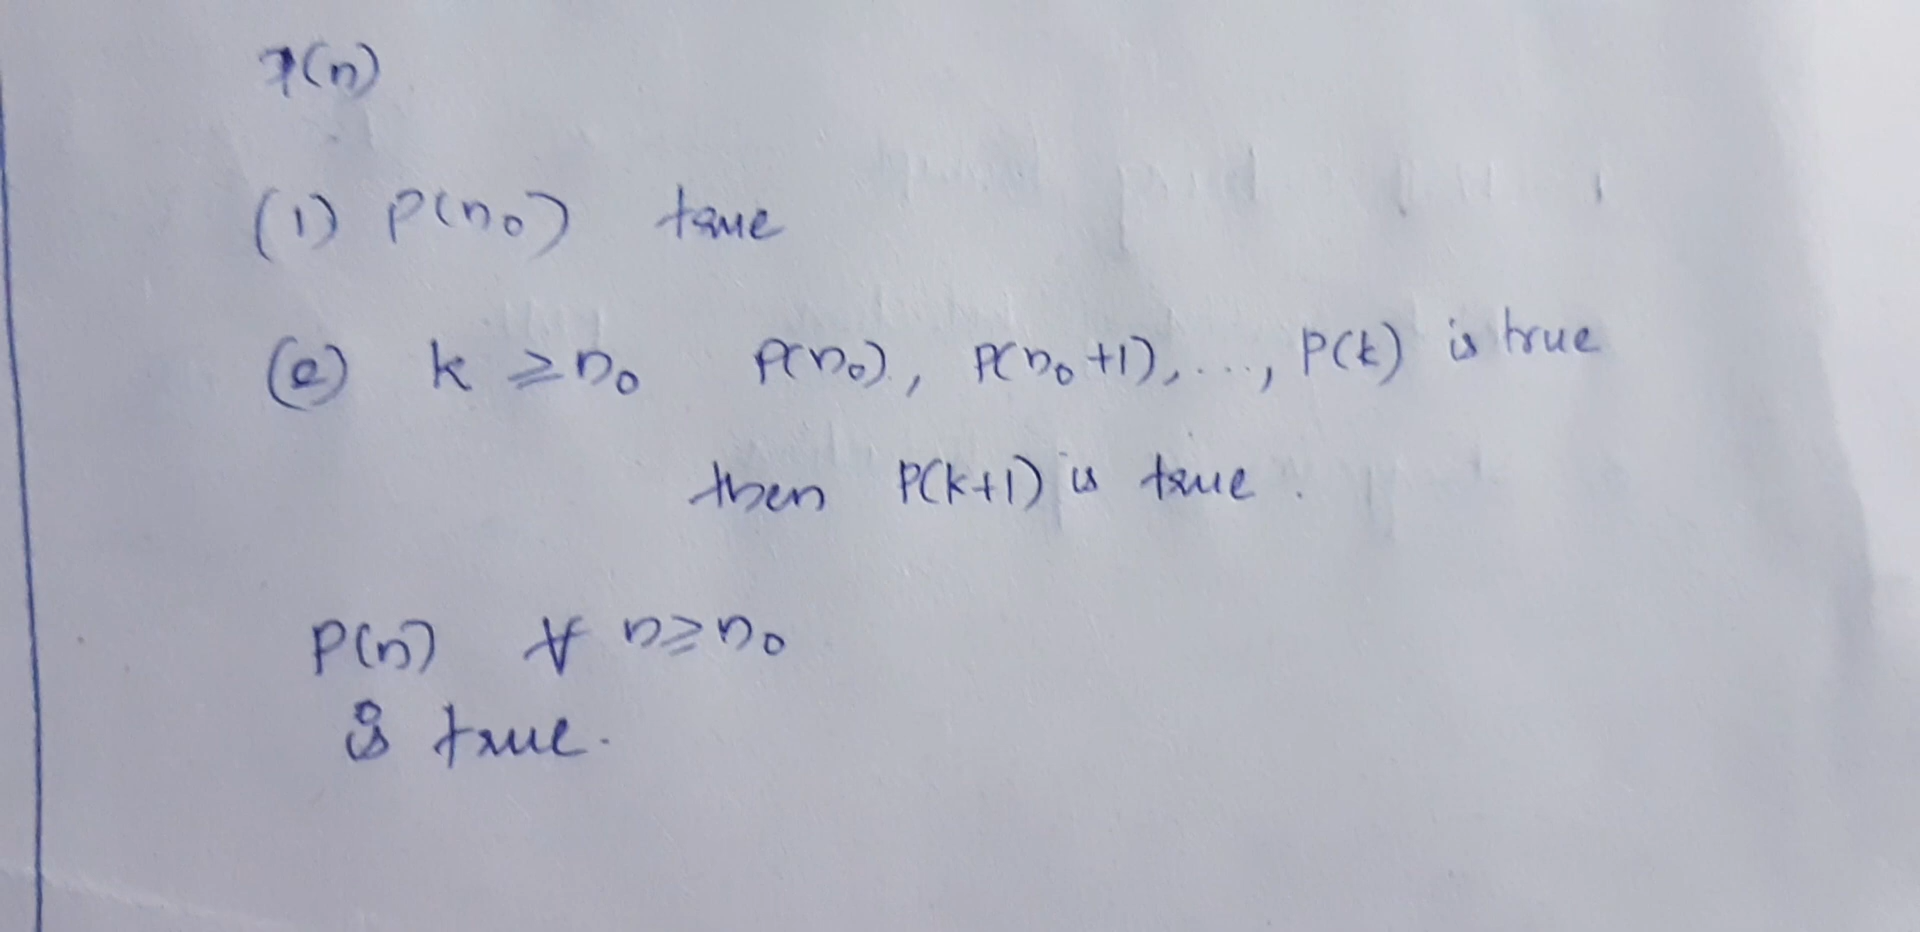 P(n)
(1) P(n₀) true
(2) k ≥ n₀ P(n₀), P(n₀+1), ..., P(k) is true
then P(k+1) is true.
P(n) ∀ n ≥ n₀
is true.